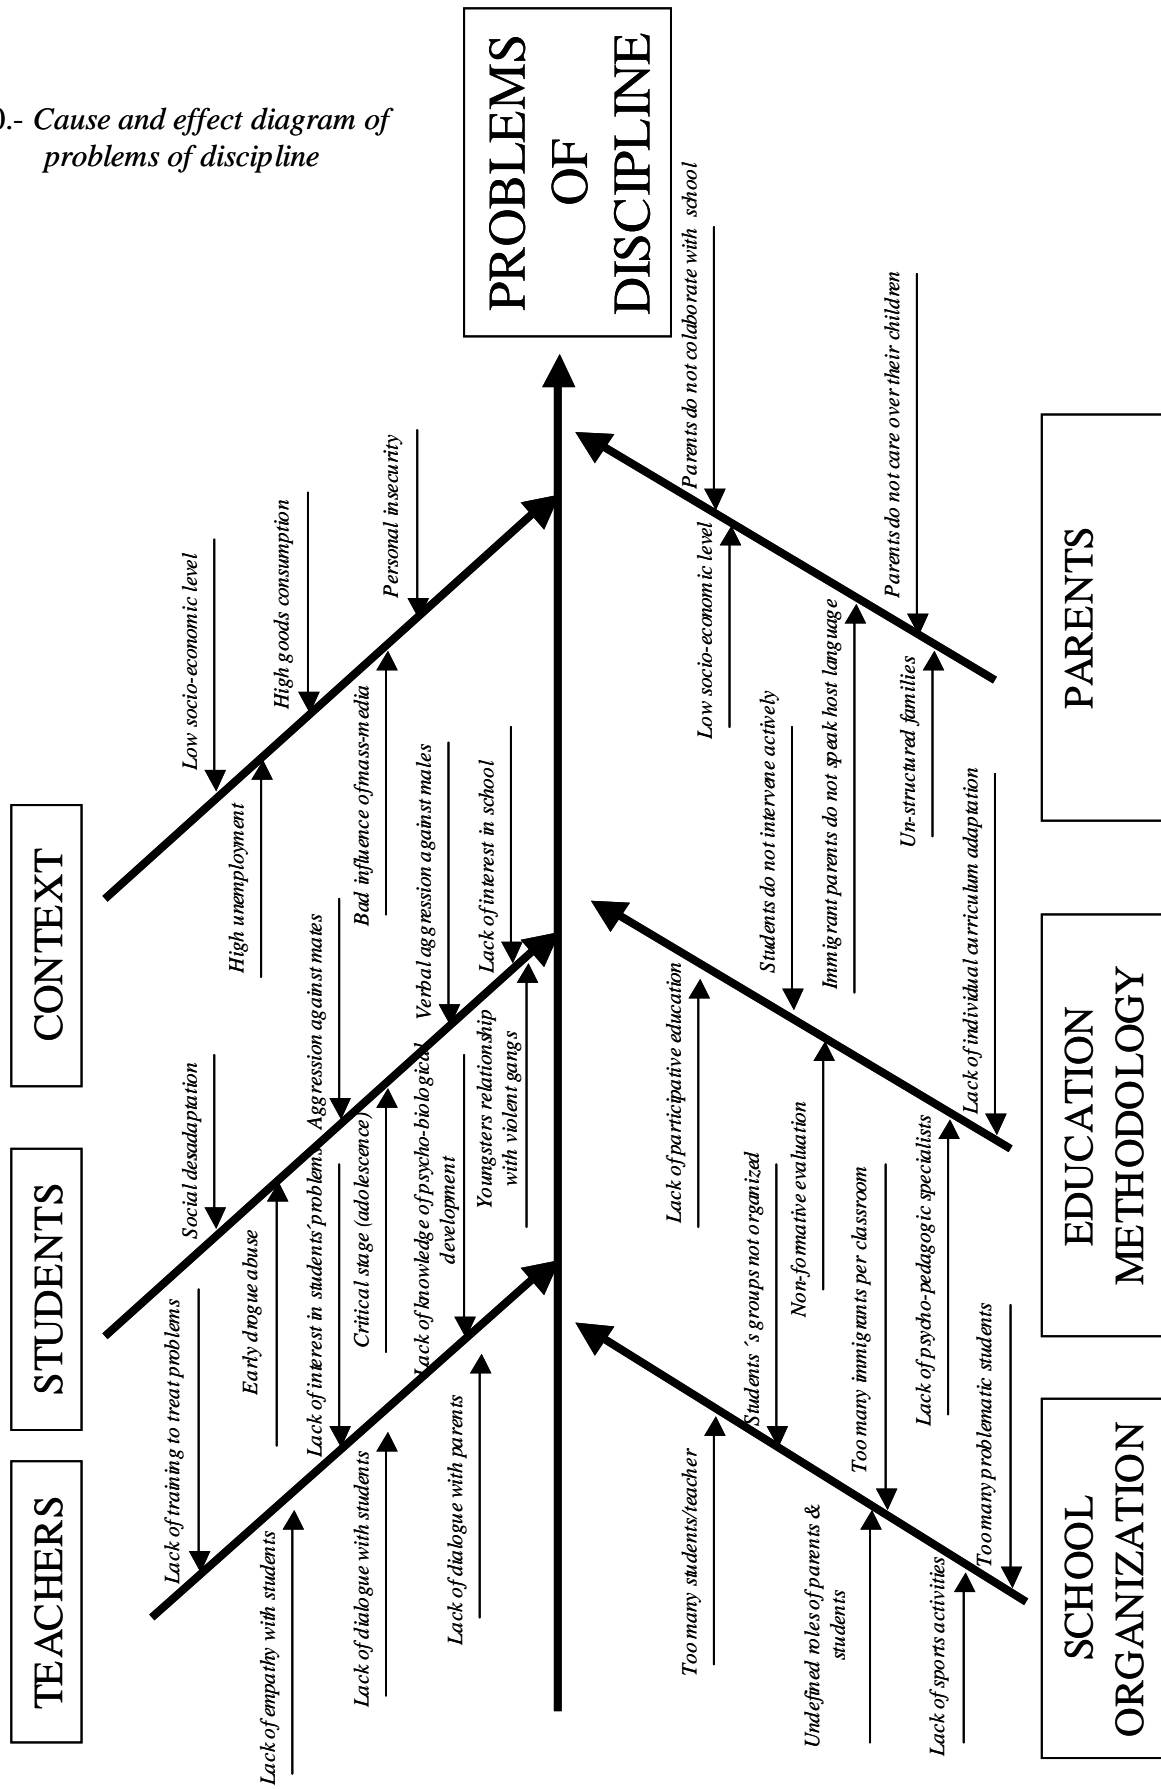 0.- Cause and effect diagram of
problems of discipline
PROBLEMS
OF
DISCIPLINE
TEACHERS
Lack of training to treat problems
Lack of empathy with students
Lack of interest in students´problems
Lack of dialogue with students
Lack of knowledge of psycho-biological
development
Lack of dialogue with parents
STUDENTS
Social desadaptation
Early drogue abuse
Aggression against mates
Critical stage (adolescence)
Verbal aggression against males
Youngsters relationship
with violent gangs
Lack of interest in school
CONTEXT
Low socio-economic level
High unemployment
High goods consumption
Bad influence of mass-media
Personal insecurity
SCHOOL
ORGANIZATION
Too many students/teacher
Students ´s groups not organized
Undefined roles of parents &
students
Too many immigrants per classroom
Lack of sports activities
Too many problematic students
EDUCATION
METHODOLOGY
Lack of participative education
Students do not intervene actively
Non-formative evaluation
Lack of psycho-pedagogic specialists
Lack of individual curriculum adaptation
PARENTS
Parents do not colaborate with school
Low socio-economic level
Immigrant parents do not speak host language
Parents do not care over their children
Un-structured families